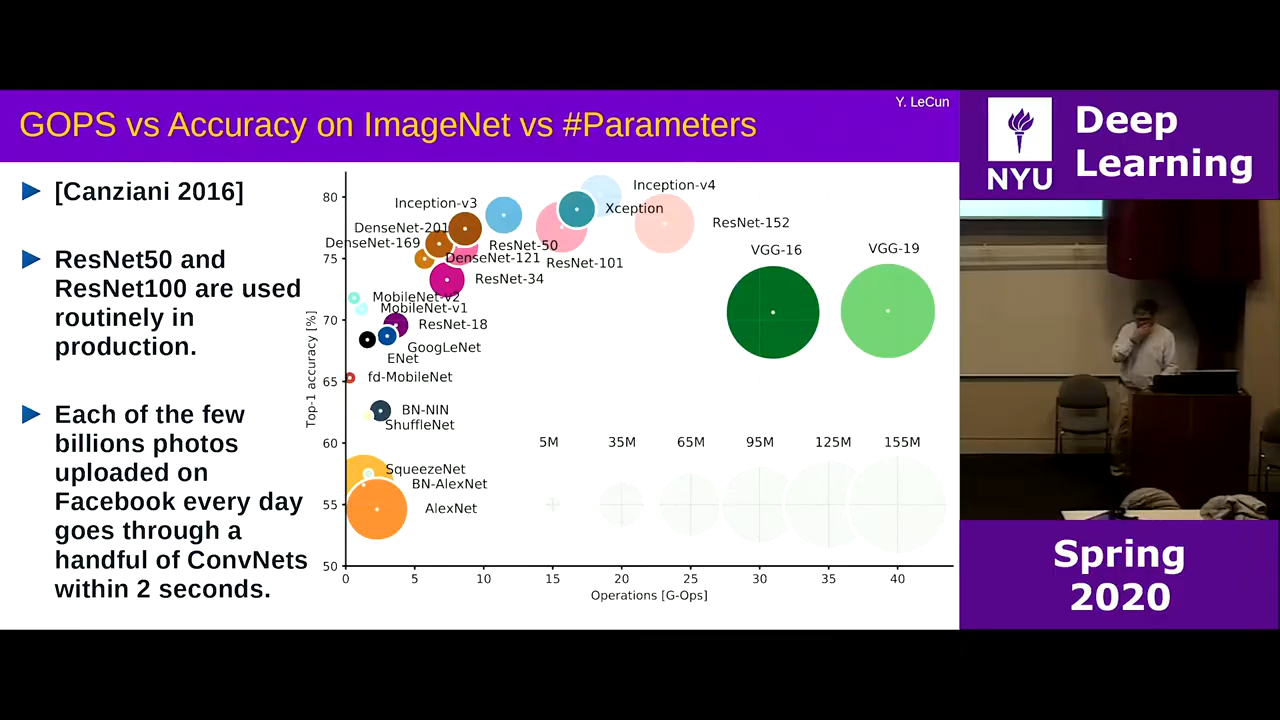 Y. LeCun
GOPS vs Accuracy on ImageNet vs #Parameters
[Canziani 2016]
ResNet50 and
ResNet100 are used
routinely in
production.
Each of the few
billions photos
uploaded on
Facebook every day
goes through a
handful of ConvNets
within 2 seconds.
Top-1 accuracy [%]
80
75
70
65
60
55
50
Inception-v4
Inception-v3
Xception
DenseNet-201
ResNet-152
DenseNet-169
ResNet-50
DenseNet-121
ResNet-101
VGG-16
VGG-19
ResNet-34
MobileNet-v2
MobileNet-v1
ResNet-18
GoogLeNet
ENet
fd-MobileNet
BN-NIN
ShuffleNet
5M 35M 65M 95M 125M 155M
SqueezeNet
BN-AlexNet
AlexNet
0 5 10 15 20 25 30 35 40
Operations [G-Ops]
NYU
Deep
Learning
Spring
2020